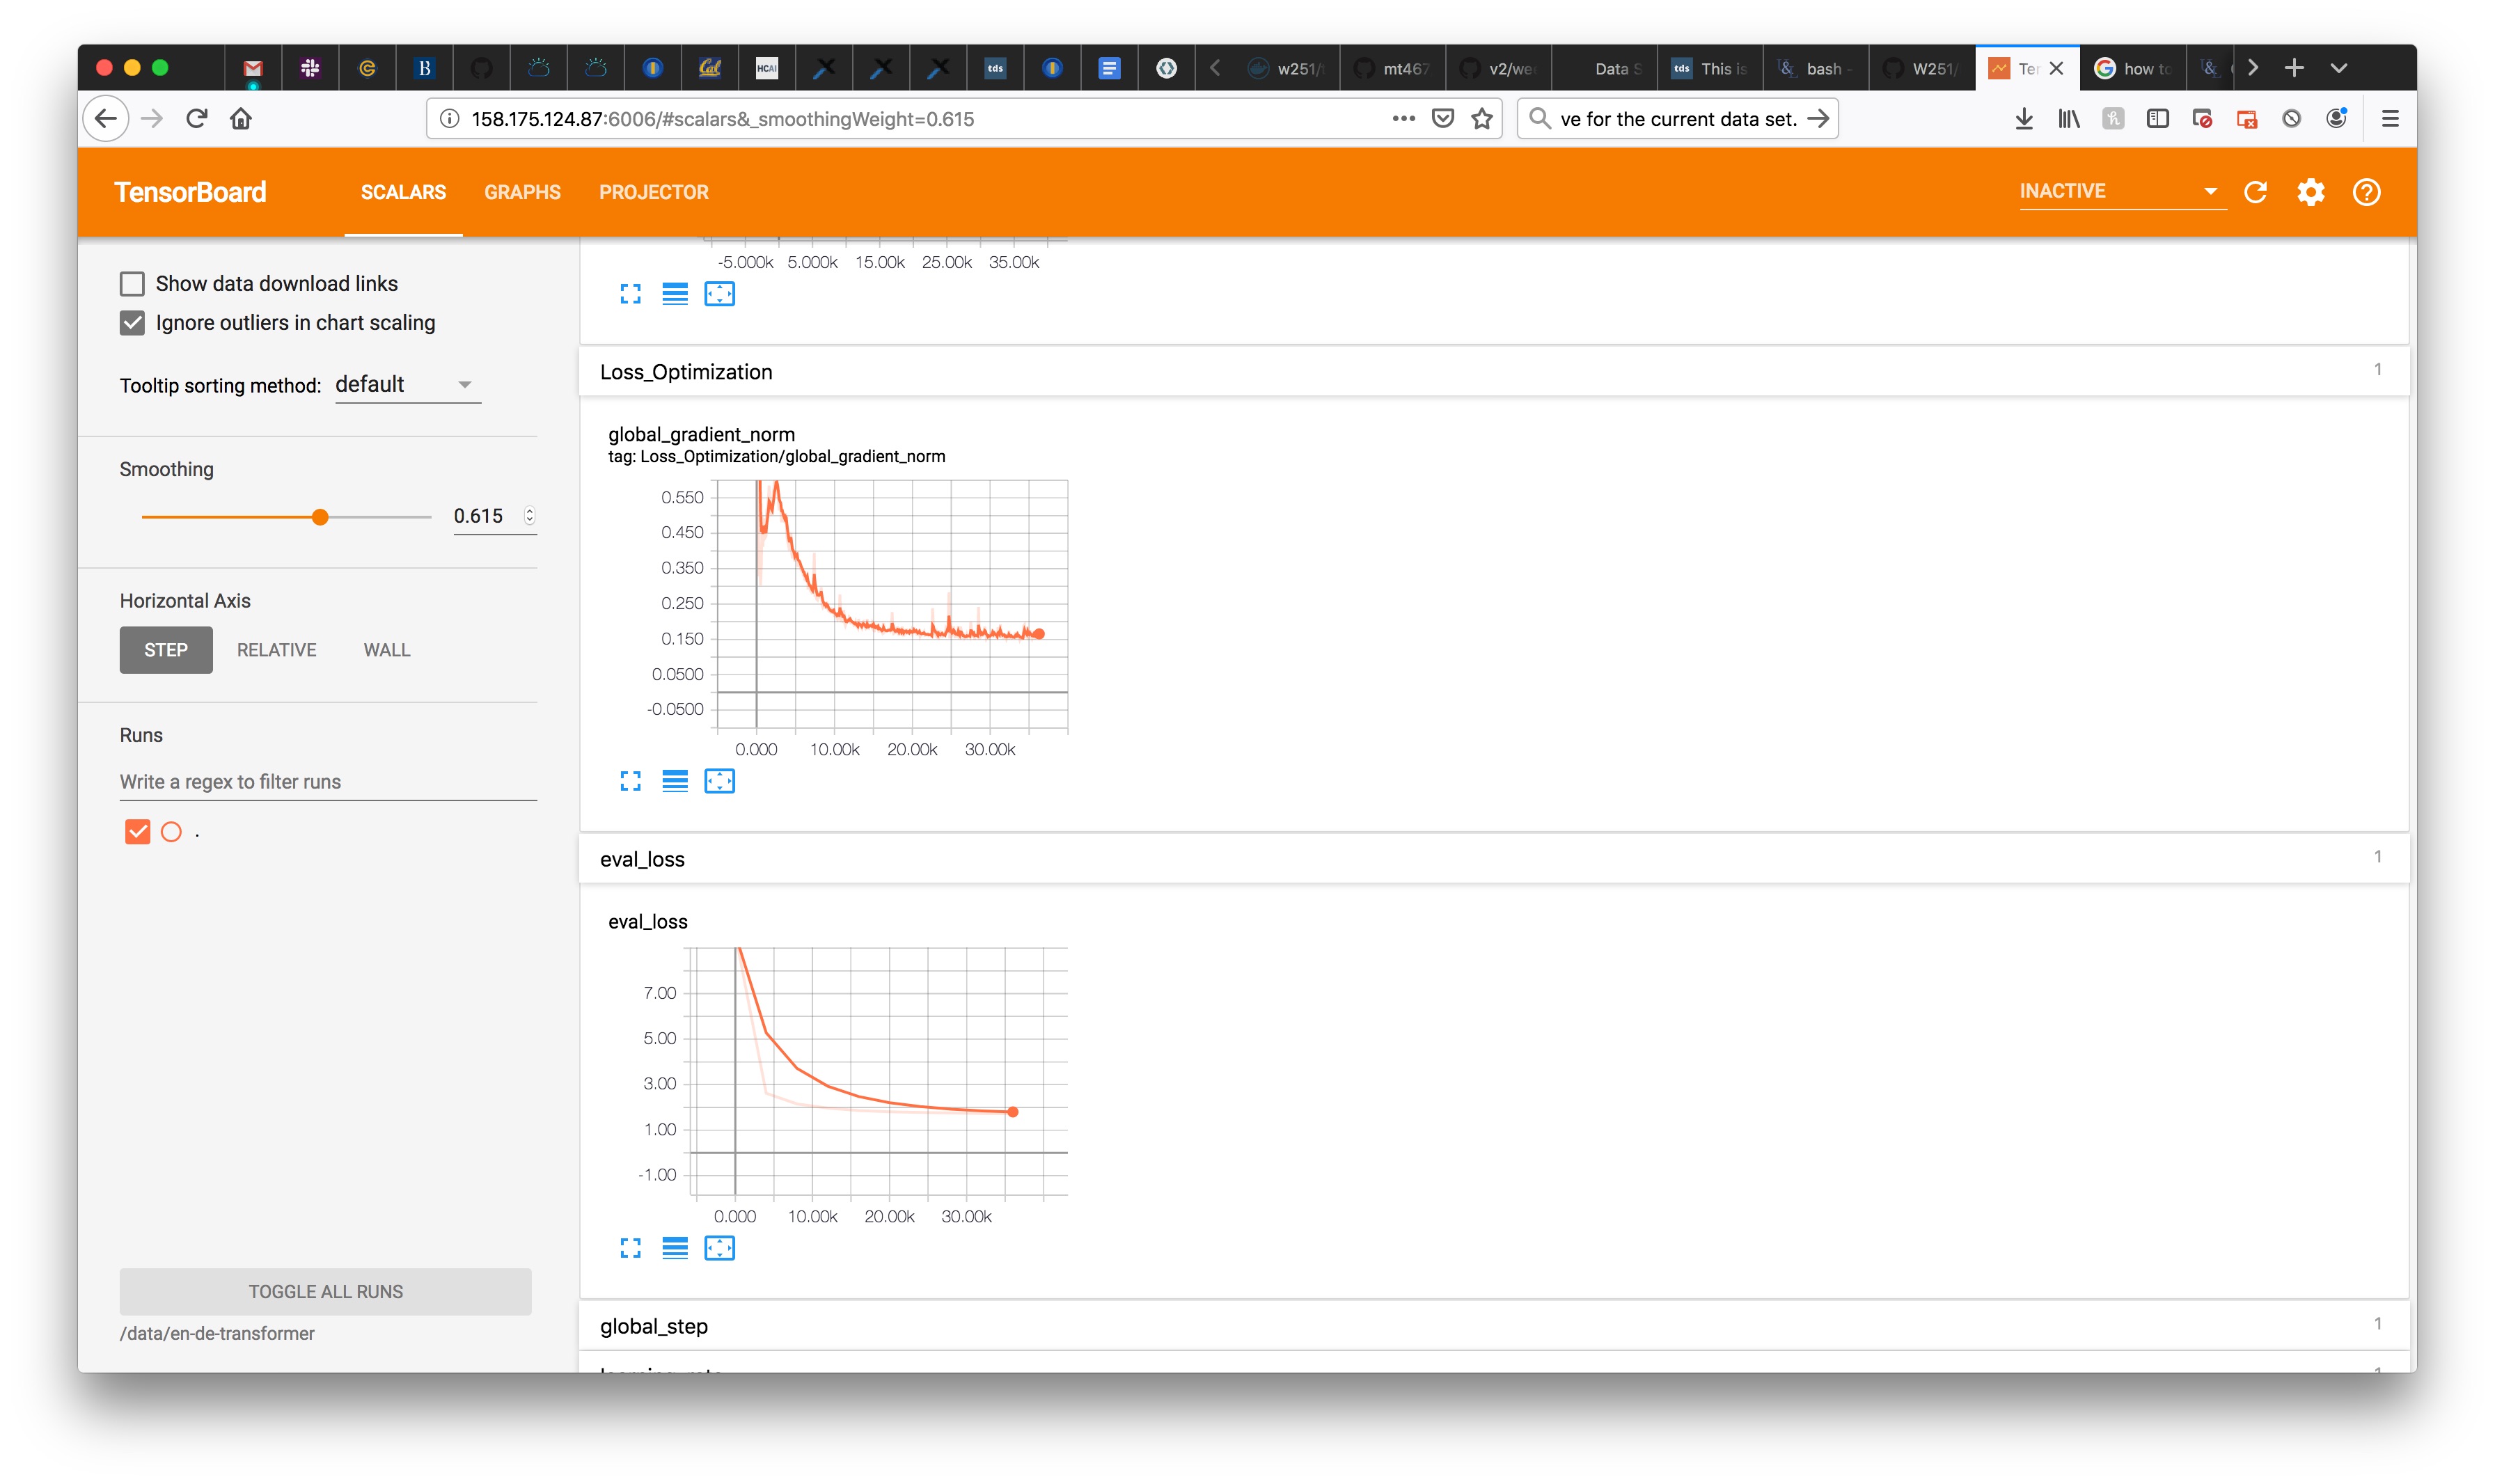 B
Cal
HCAI
tds
w251/
mt467
v2/we
Data S
tds
This is
bash -
W251/
Te
how to
158.175.124.87:6006/#scalars&_smoothingWeight=0.615
ve for the current data set.
TensorBoard
SCALARS
GRAPHS
PROJECTOR
INACTIVE
Show data download links
Ignore outliers in chart scaling
Tooltip sorting method: default
Smoothing
0.615
Horizontal Axis
STEP
RELATIVE
WALL
Runs
Write a regex to filter runs
.
TOGGLE ALL RUNS
/data/en-de-transformer
-5.000k 5.000k 15.00k 25.00k 35.00k
Loss_Optimization
1
global_gradient_norm
tag: Loss_Optimization/global_gradient_norm
0.550
0.450
0.350
0.250
0.150
0.0500
-0.0500
0.000 10.00k 20.00k 30.00k
eval_loss
1
eval_loss
7.00
5.00
3.00
1.00
-1.00
0.000 10.00k 20.00k 30.00k
global_step
1